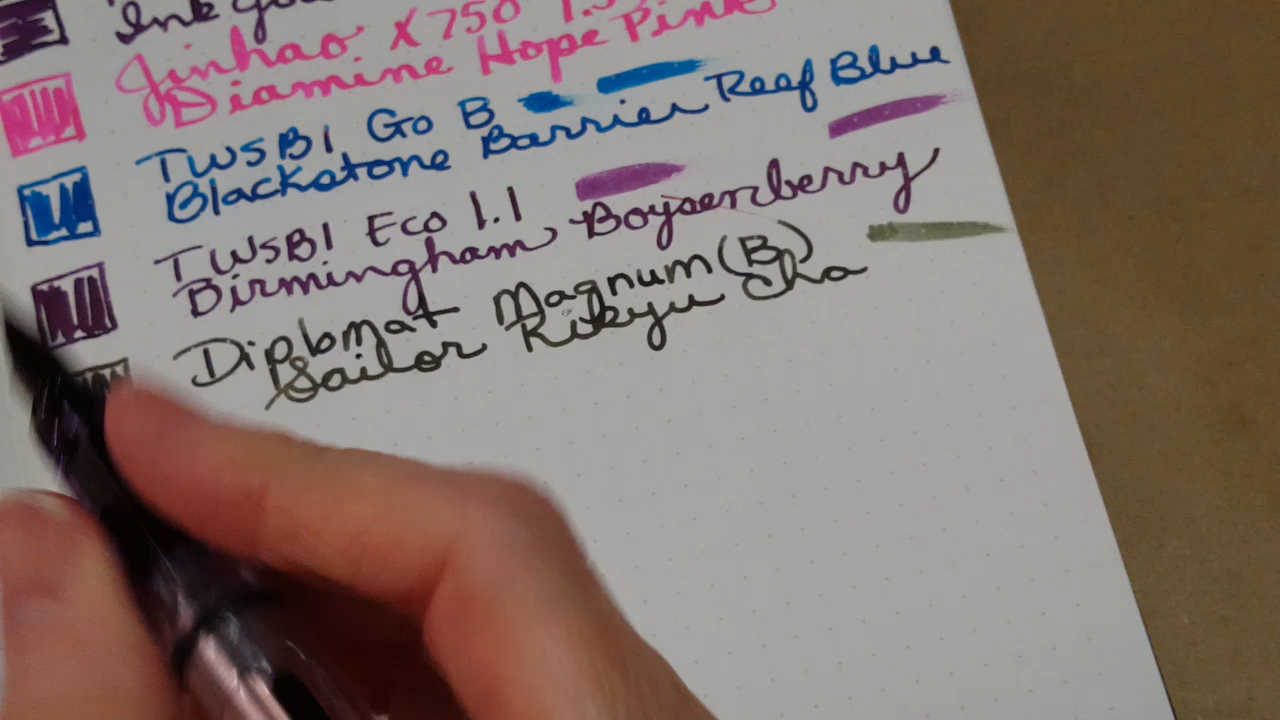 Ink
Jinhao X750
Diamine Hope Pink
TWSBI Go B
Blackstone Barrier Reef Blue
TWSBI Eco 1.1
Birmingham Boysenberry
Diplomat Magnum (B)
Sailor Rikyu Cha